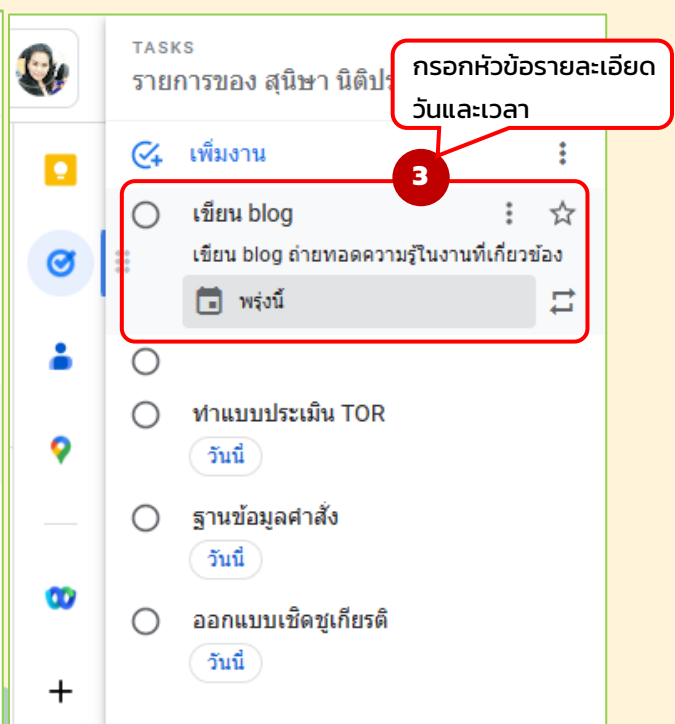 TASKS
รายการของ สุนิษา นิติป
กรอกหัวข้อรายละเอียด
วันและเวลา
เพิ่มงาน
3
เขียน blog
เขียน blog ถ่ายทอดความรู้ในงานที่เกี่ยวข้อง
พรุ่งนี้
ทำแบบประเมิน TOR
วันนี้
ฐานข้อมูลคำสั่ง
วันนี้
ออกแบบเชิดชูเกียรติ
วันนี้